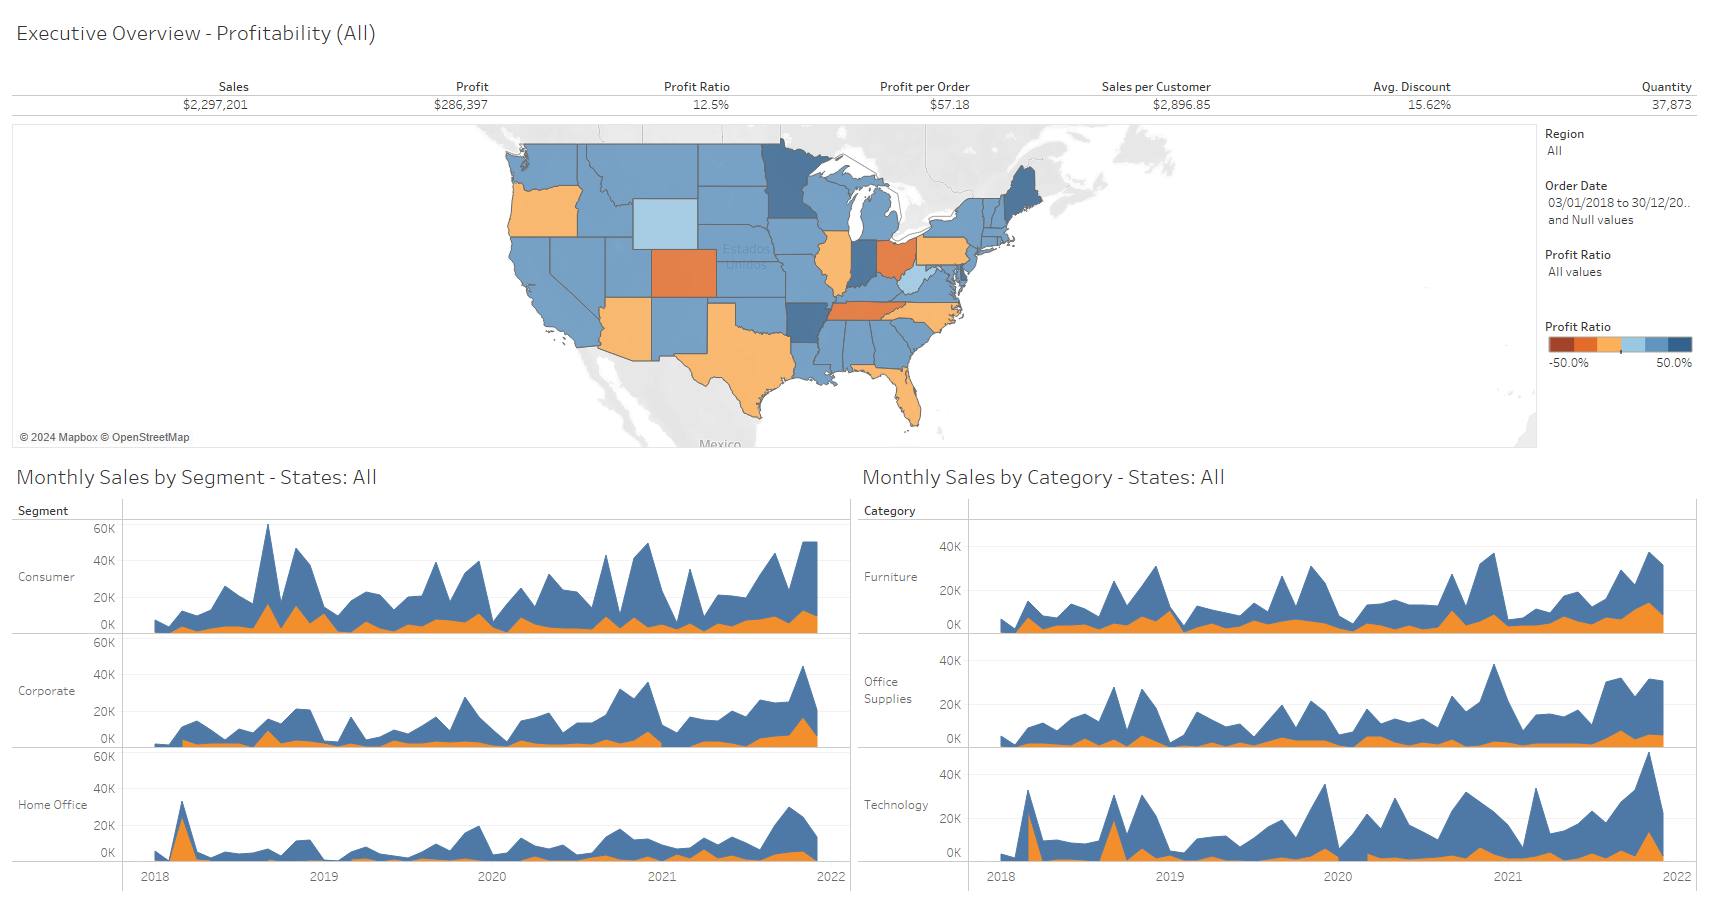 Executive Overview - Profitability (All)
Sales Profit Profit Ratio Profit per Order Sales per Customer Avg. Discount Quantity
$2,297,201 $286,397 12.5% $57.18 $2,896.85 15.62% 37,873
Estados
Unidos
Mexico
© 2024 Mapbox © OpenStreetMap
Region
All
Order Date
03/01/2018 to 30/12/20..
and Null values
Profit Ratio
All values
Profit Ratio
-50.0% 50.0%
Monthly Sales by Segment - States: All
Segment
60K
40K
Consumer
20K
0K
60K
40K
Corporate
20K
0K
60K
40K
Home Office
20K
0K
2018 2019 2020 2021 2022
Monthly Sales by Category - States: All
Category
40K
Furniture
20K
0K
40K
Office
Supplies
20K
0K
40K
Technology
20K
0K
2018 2019 2020 2021 2022